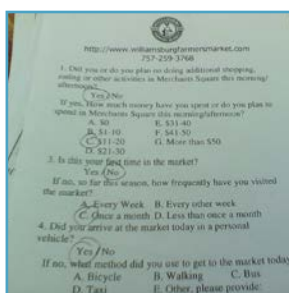 http://www.williamsburgfarmersmarket.com
757-259-3768
1. Did you or do you plan on doing additional shopping,
eating or other activities in Merchants Square this morning/
afternoon?
Yes/No
If yes, How much money have you spent or do you plan to
spend in Merchants Square this morning/afternoon?
A. $0 E. $31-40
B. $1-10 F. $41-50
C. $11-20 G. More than $50
D. $21-30
3. Is this your first time in the market?
Yes/No
If no, so far this season, how frequently have you visited
the market?
A. Every Week B. Every other week
C. Once a month D. Less than once a month
4. Did you arrive at the market today in a personal
vehicle?
Yes/No
If no, what method did you use to get to the market today
A. Bicycle B. Walking C. Bus
D. Taxi E. Other, please provide: